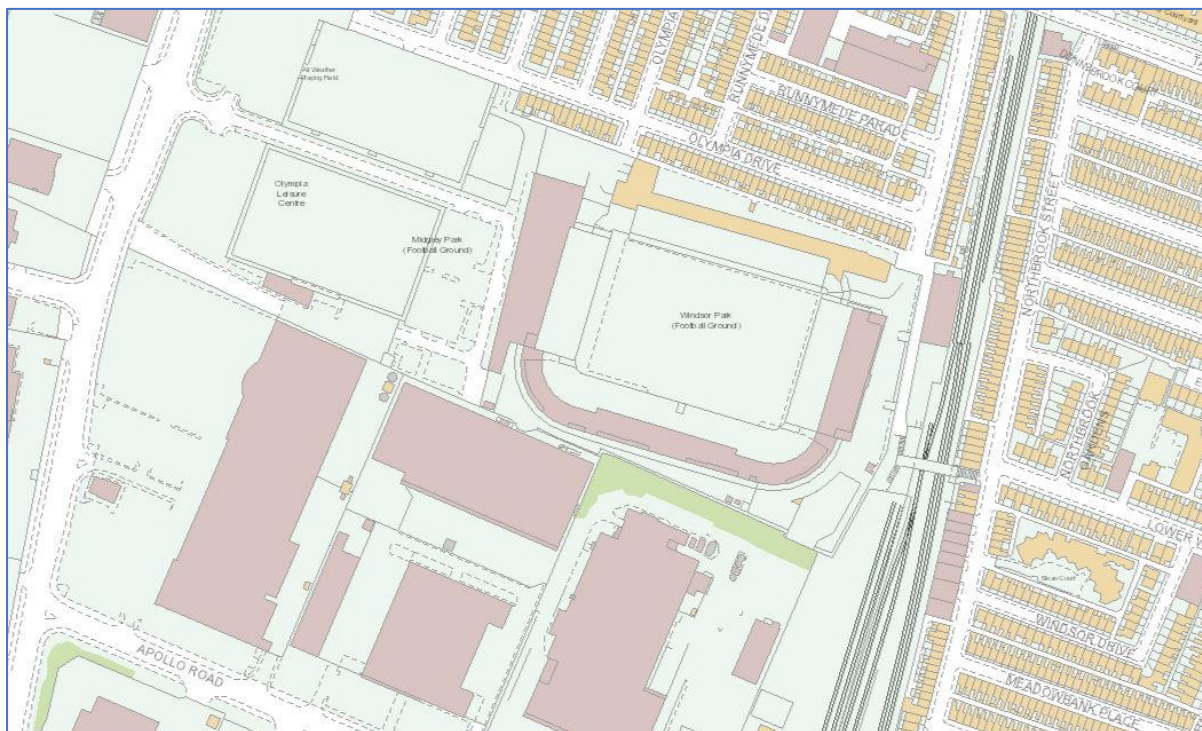 All Weather
Playing Field
OLYMPIA
RUNNYMEDE
RUNNYMEDE PARADE
OLYMPIA DRIVE
Olympia
Leisure
Centre
Midgley Park
(Football Ground)
Windsor Park
(Football Ground)
NORTHBROOK STREET
NORTHBROOK
GARDENS
LOWER
WINDSOR DRIVE
MEADOWBANK PLACE
APOLLO ROAD